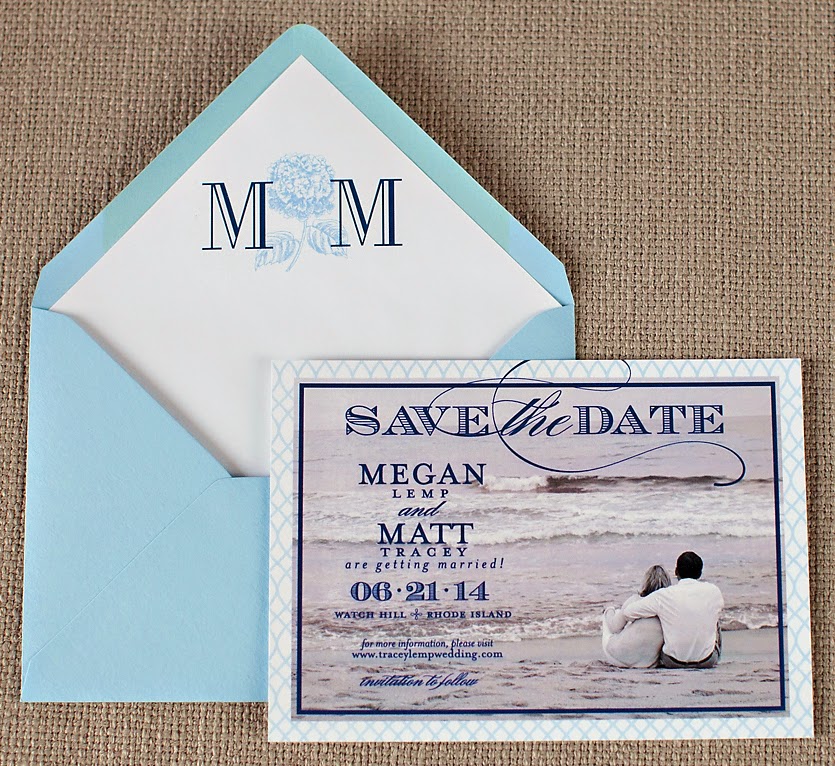 M M
SAVE the DATE
MEGAN
LEMP
and
MATT
TRACEY
are getting married!
06·21·14
WATCH HILL RHODE ISLAND
for more information, please visit
www.traceylempwedding.com
invitation to follow